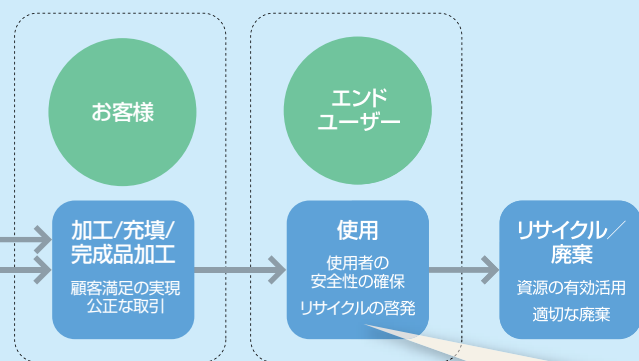 お客様
エンド
ユーザー
加工/充填/
完成品加工
顧客満足の実現
公正な取引
使用
使用者の
安全性の確保
リサイクルの啓発
リサイクル／
廃棄
資源の有効活用
適切な廃棄